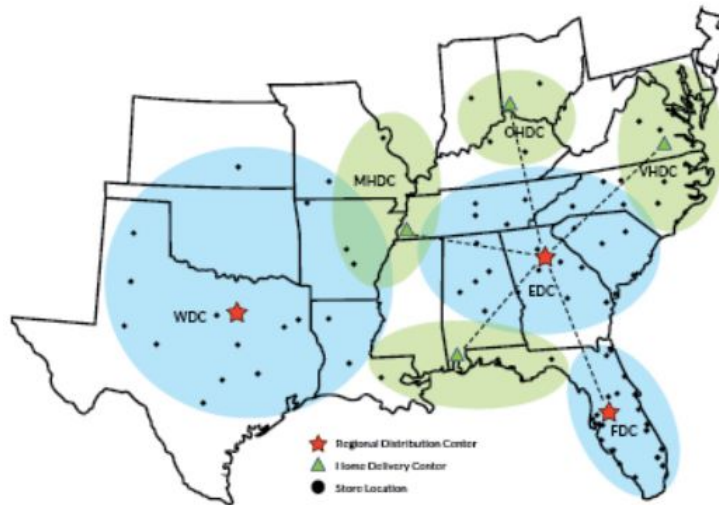 OHDC
MHDC
VHDC
EDC
WDC
FDC
Regional Distribution Center
Home Delivery Center
Store Location